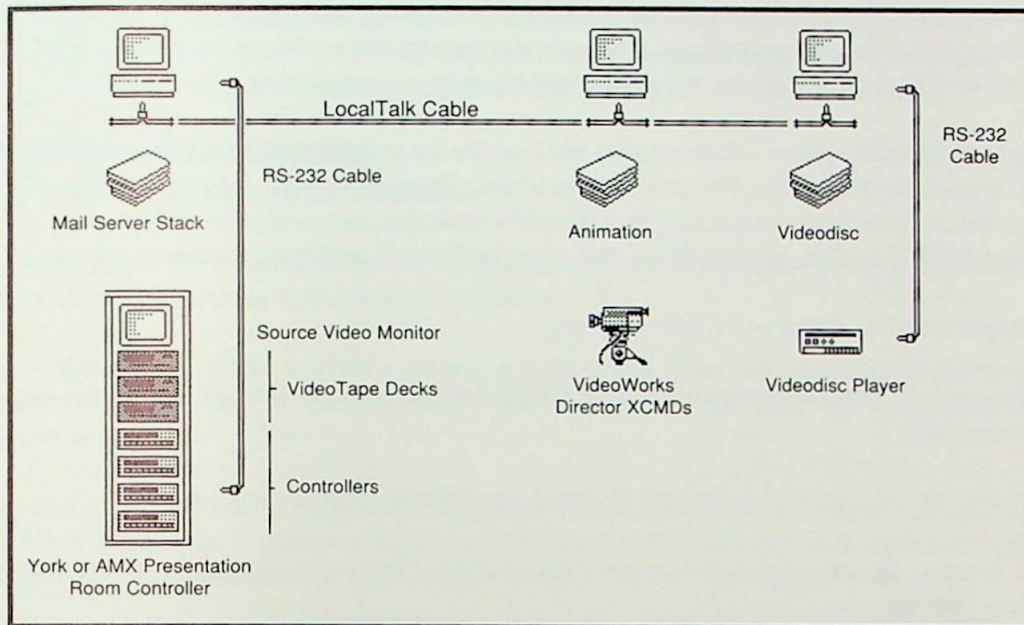 LocalTalk Cable
RS-232
Cable
RS-232 Cable
Mail Server Stack
Animation
Videodisc
Source Video Monitor
VideoTape Decks
VideoWorks
Director XCMDs
Videodisc Player
Controllers
York or AMX Presentation
Room Controller